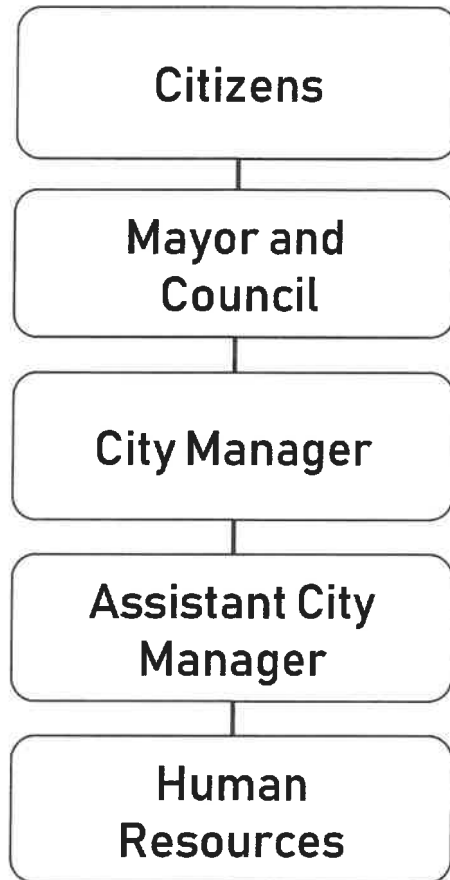 Citizens
Mayor and
Council
City Manager
Assistant City
Manager
Human
Resources